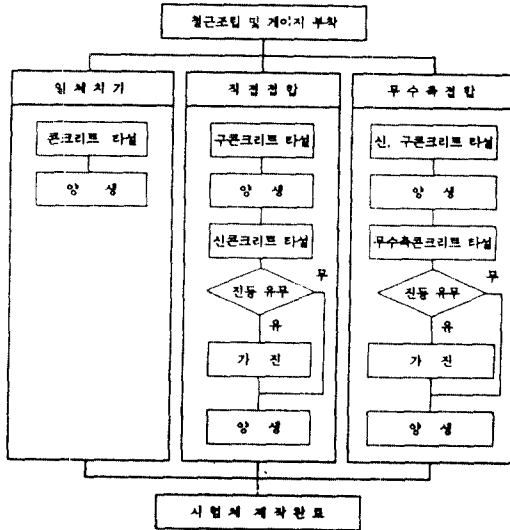 철근조립 및 게이지 부착
일체치기
콘크리트 타설
양 생
직접접합
구콘크리트 타설
양 생
신콘크리트 타설
진동 유무
무
유
가 진
양 생
무수축접합
신, 구콘크리트 타설
양 생
무수축콘크리트 타설
진동 유무
무
유
가 진
양 생
시험체 제작완료